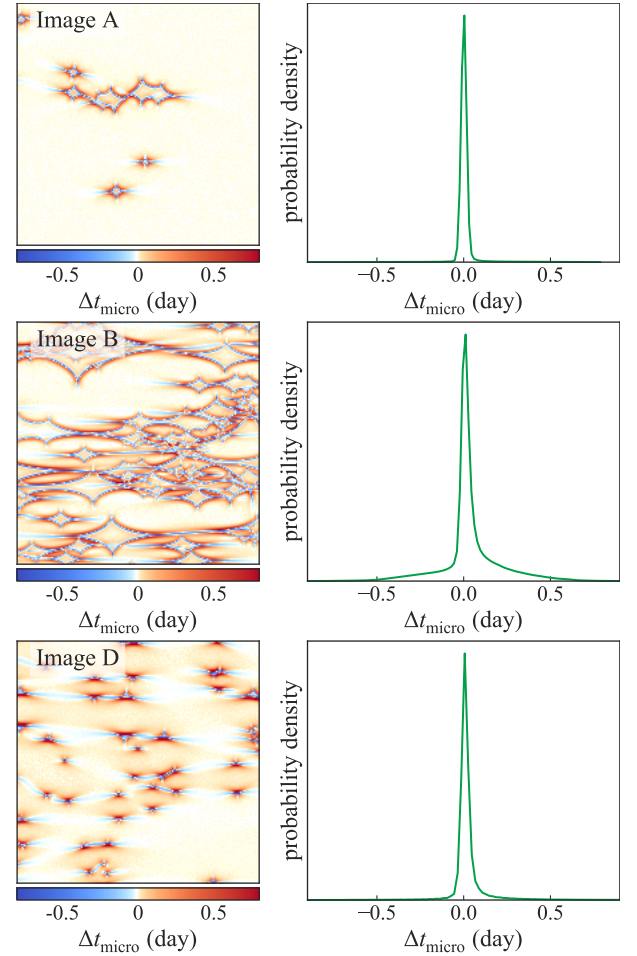 Image A
probability density
-0.5 0 0.5
Δt_micro (day)
−0.5 0.0 0.5
Δt_micro (day)
Image B
probability density
-0.5 0 0.5
Δt_micro (day)
−0.5 0.0 0.5
Δt_micro (day)
Image D
probability density
-0.5 0 0.5
Δt_micro (day)
−0.5 0.0 0.5
Δt_micro (day)